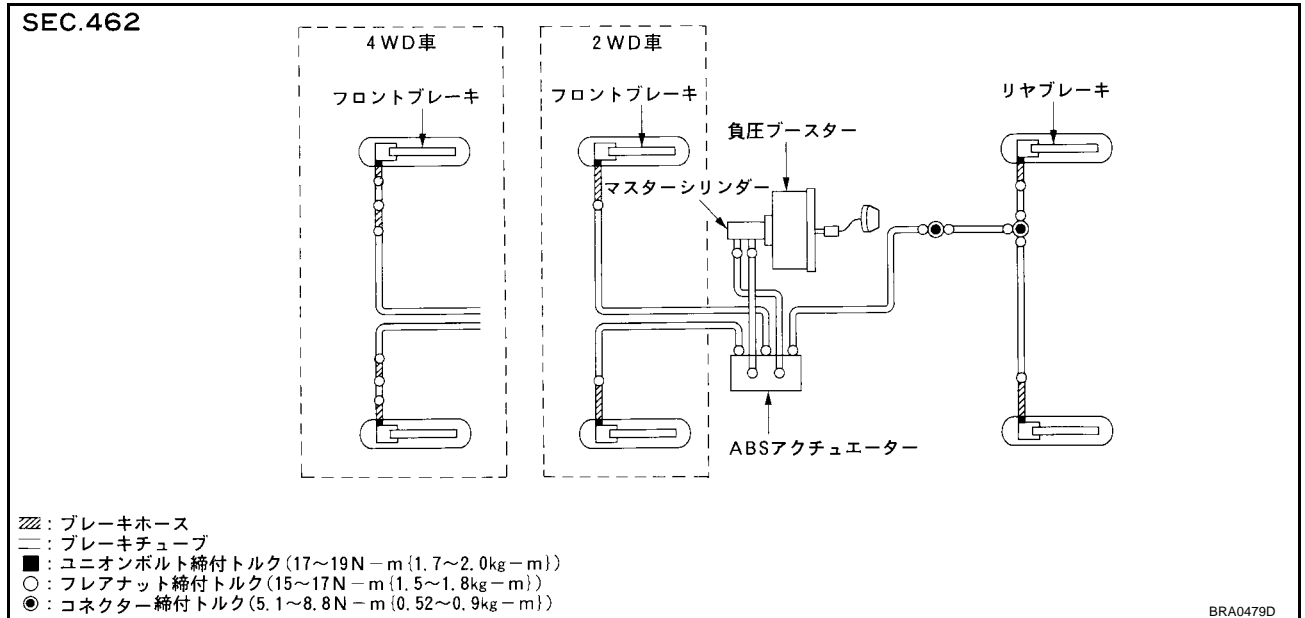 SEC.462
4WD車
2WD車
フロントブレーキ
フロントブレーキ
リヤブレーキ
負圧ブースター
マスターシリンダー
ABSアクチュエーター
▨：ブレーキホース
＝：ブレーキチューブ
■：ユニオンボルト締付トルク(17～19N－m{1.7～2.0kg－m})
○：フレアナット締付トルク(15～17N－m{1.5～1.8kg－m})
◉：コネクター締付トルク(5.1～8.8N－m{0.52～0.9kg－m})
BRA0479D